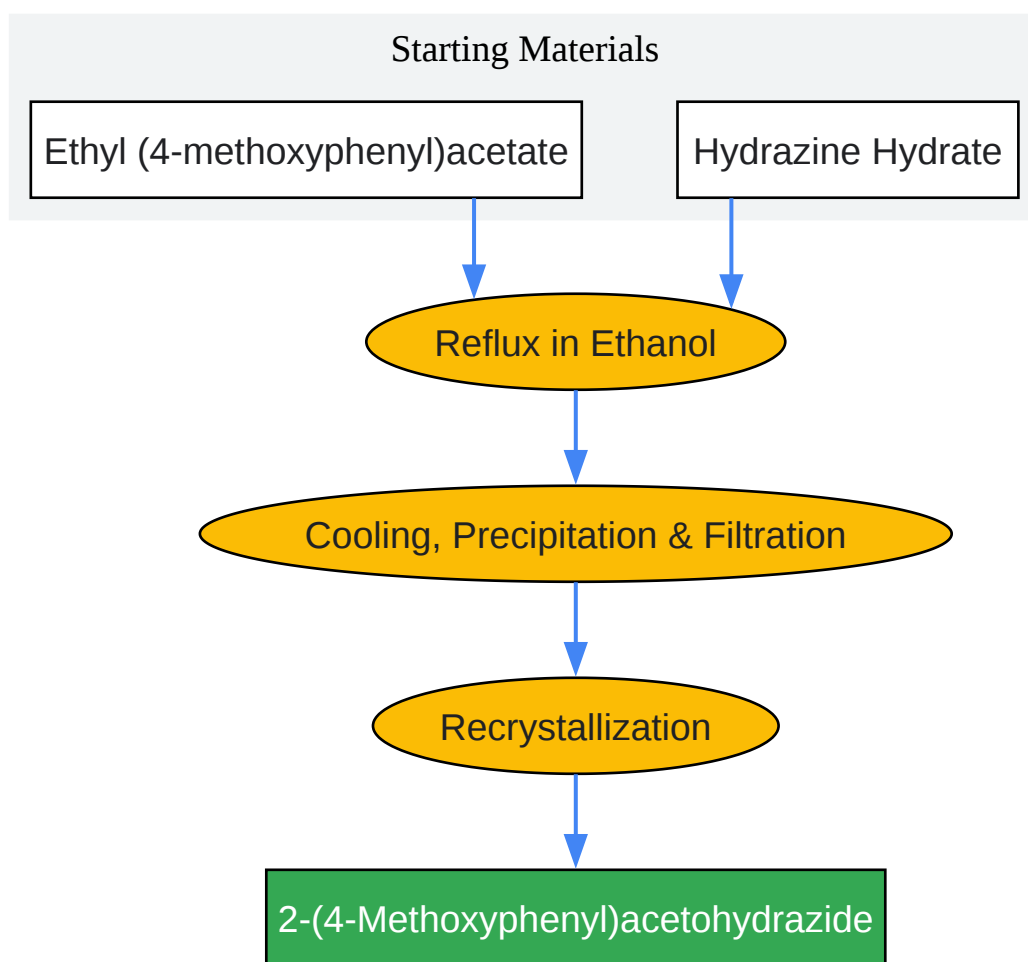 Starting Materials
Ethyl (4-methoxyphenyl)acetate
Hydrazine Hydrate
Reflux in Ethanol
Cooling, Precipitation & Filtration
Recrystallization
2-(4-Methoxyphenyl)acetohydrazide